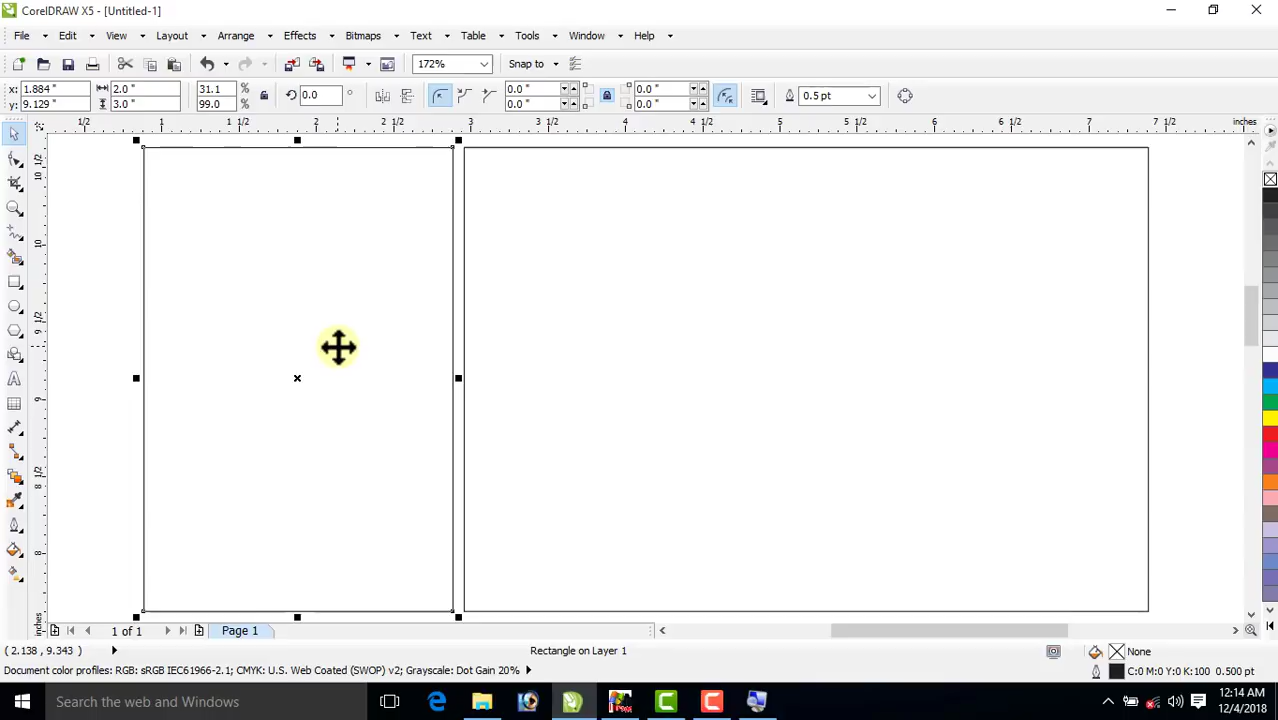 CorelDRAW X5 - [Untitled-1]
File Edit View Layout Arrange Effects Bitmaps Text Table Tools Window Help
172% Snap to
x: 1.884 " 2.0 " 31.1 % 0.0 ° 0.0 " 0.0 " 0.5 pt
y: 9.129 " 3.0 " 99.0 % 0.0 " 0.0 "
1/2 1 1 1/2 2 2 1/2 3 3 1/2 4 4 1/2 5 5 1/2 6 6 1/2 7 7 1/2 inches
10 1/2
10
9 1/2
9
8 1/2
8
inches
1 of 1 Page 1
( 2.138 , 9.343 ) Rectangle on Layer 1 None
Document color profiles: RGB: sRGB IEC61966-2.1; CMYK: U.S. Web Coated (SWOP) v2; Grayscale: Dot Gain 20% C:0 M:0 Y:0 K:100 0.500 pt
Search the web and Windows
12:14 AM
12/4/2018